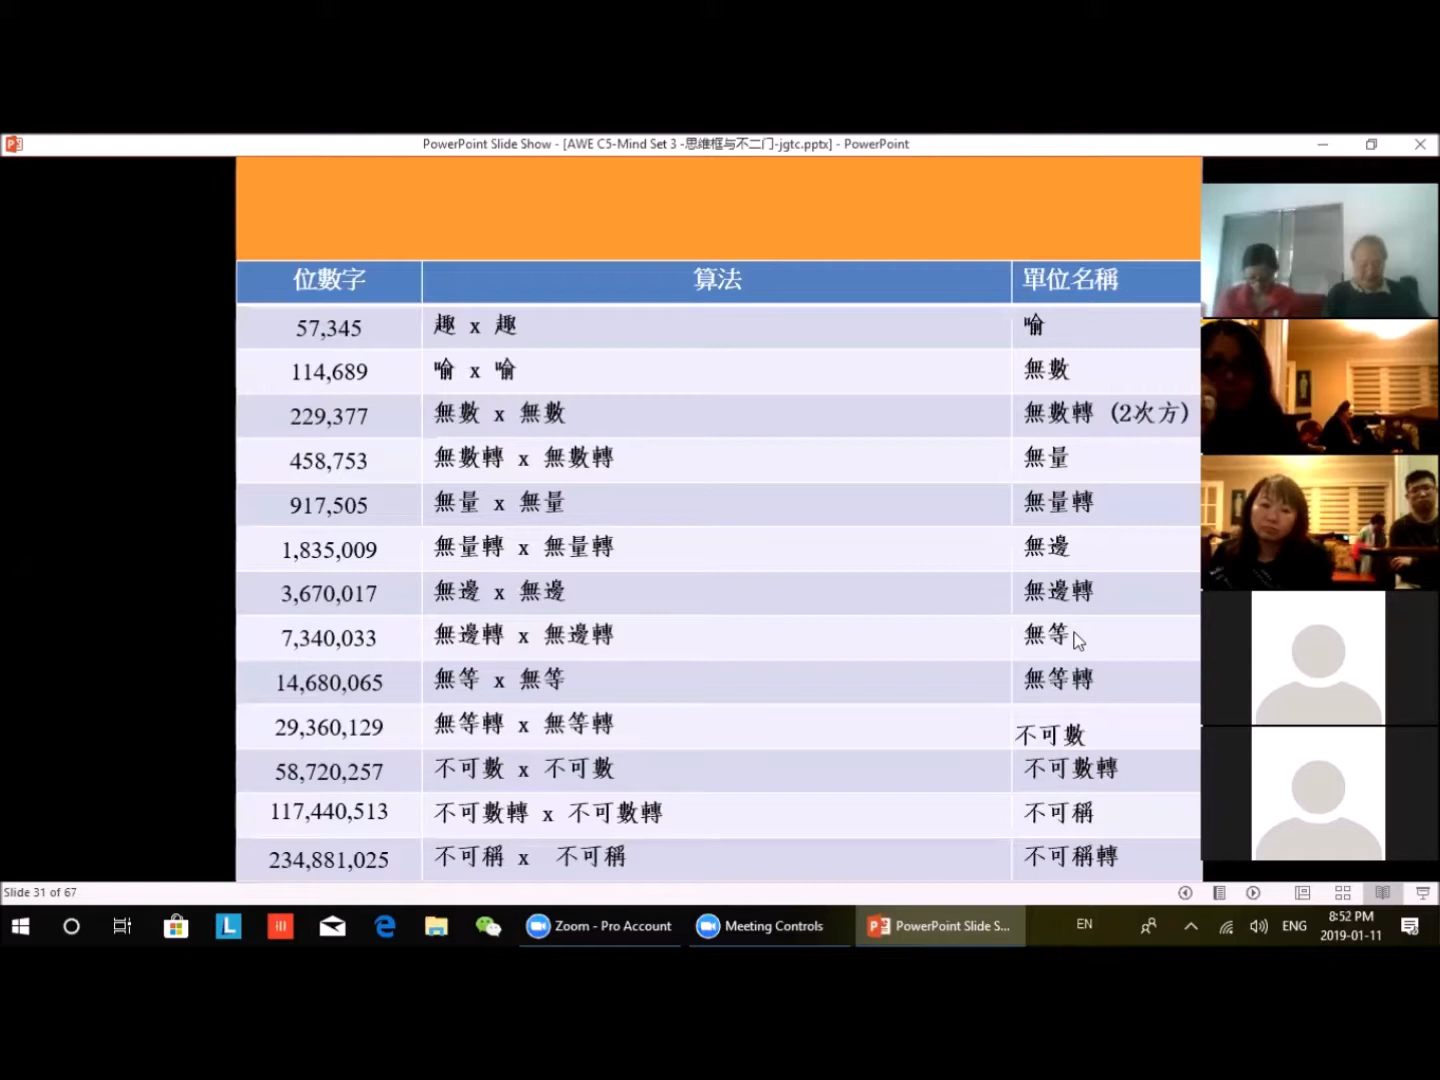 PowerPoint Slide Show - [AWE C5-Mind Set 3 -思维框与不二门-jgtc.pptx] - PowerPoint
位數字 算法 單位名稱
57,345 趣 x 趣 喻
114,689 喻 x 喻 無數
229,377 無數 x 無數 無數轉 (2次方)
458,753 無數轉 x 無數轉 無量
917,505 無量 x 無量 無量轉
1,835,009 無量轉 x 無量轉 無邊
3,670,017 無邊 x 無邊 無邊轉
7,340,033 無邊轉 x 無邊轉 無等
14,680,065 無等 x 無等 無等轉
29,360,129 無等轉 x 無等轉 不可數
58,720,257 不可數 x 不可數 不可數轉
117,440,513 不可數轉 x 不可數轉 不可稱
234,881,025 不可稱 x 不可稱 不可稱轉
Slide 31 of 67
Zoom - Pro Account Meeting Controls PowerPoint Slide S... EN ENG 8:52 PM
2019-01-11